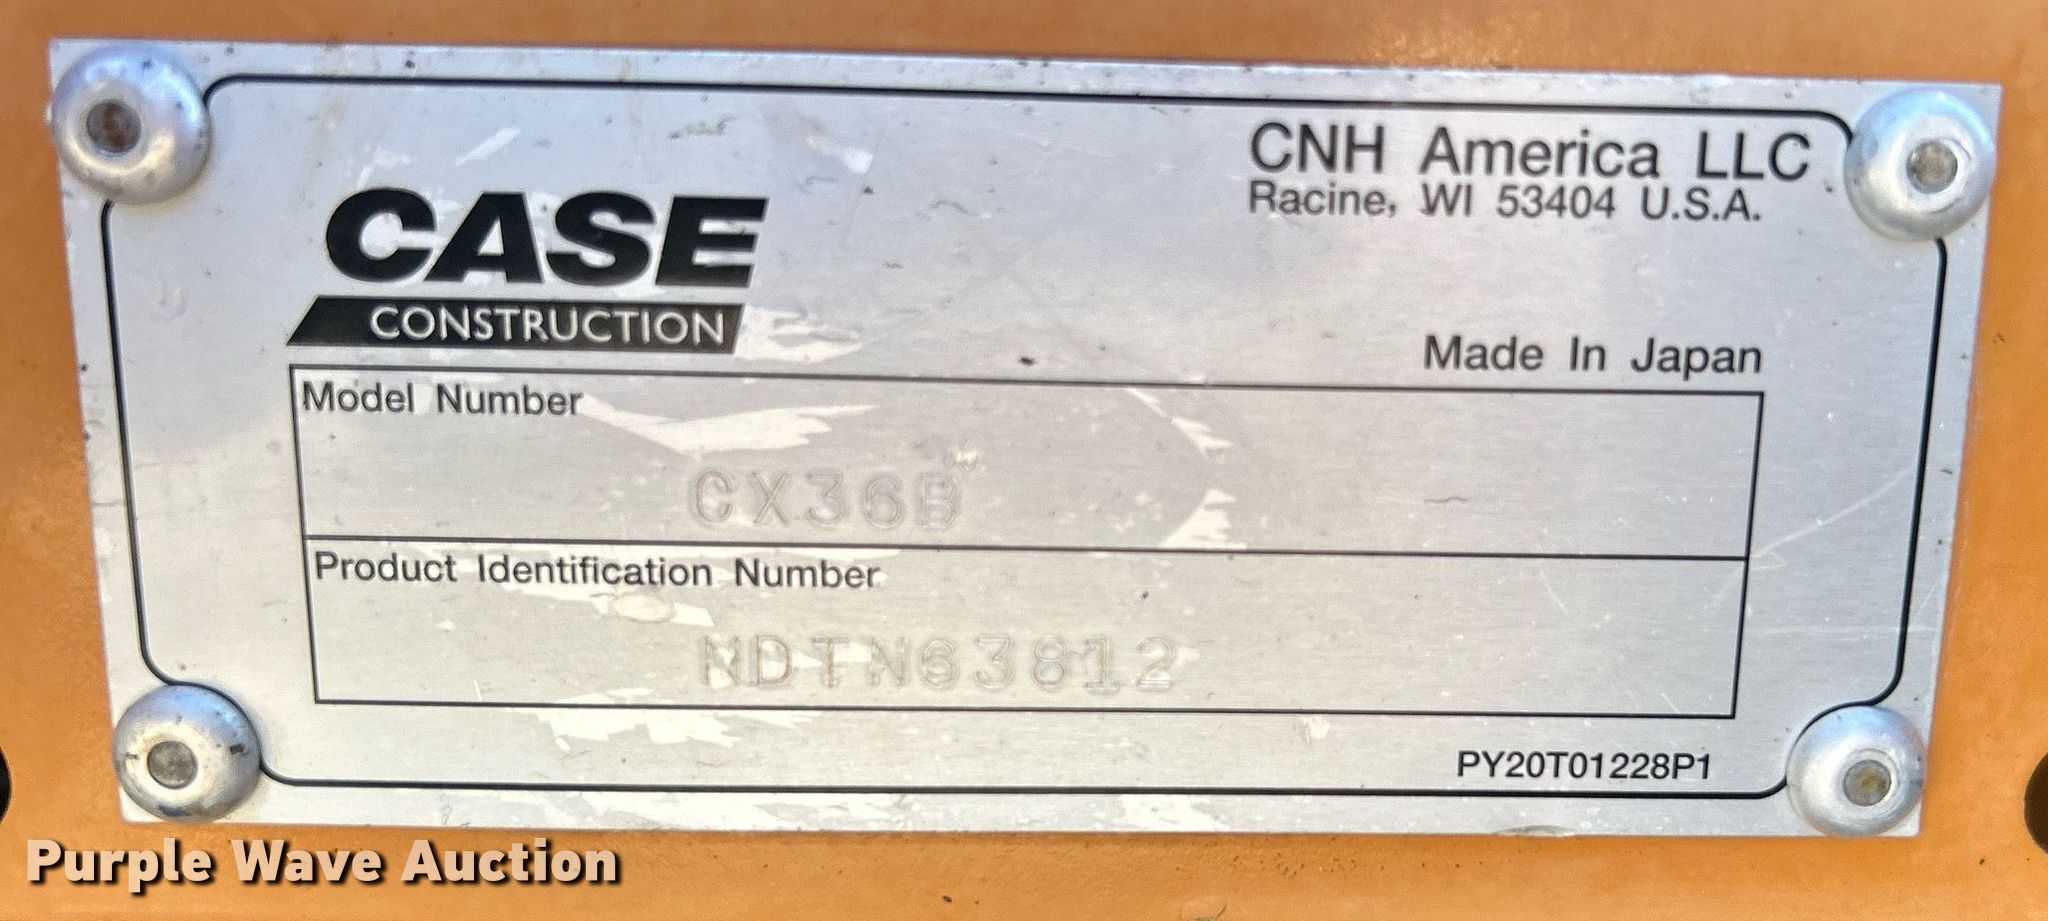 CNH America LLC
Racine, WI 53404 U.S.A.
CASE
CONSTRUCTION
Made In Japan
Model Number
CX36B
Product Identification Number
NDTN63812
PY20T01228P1
Purple Wave Auction